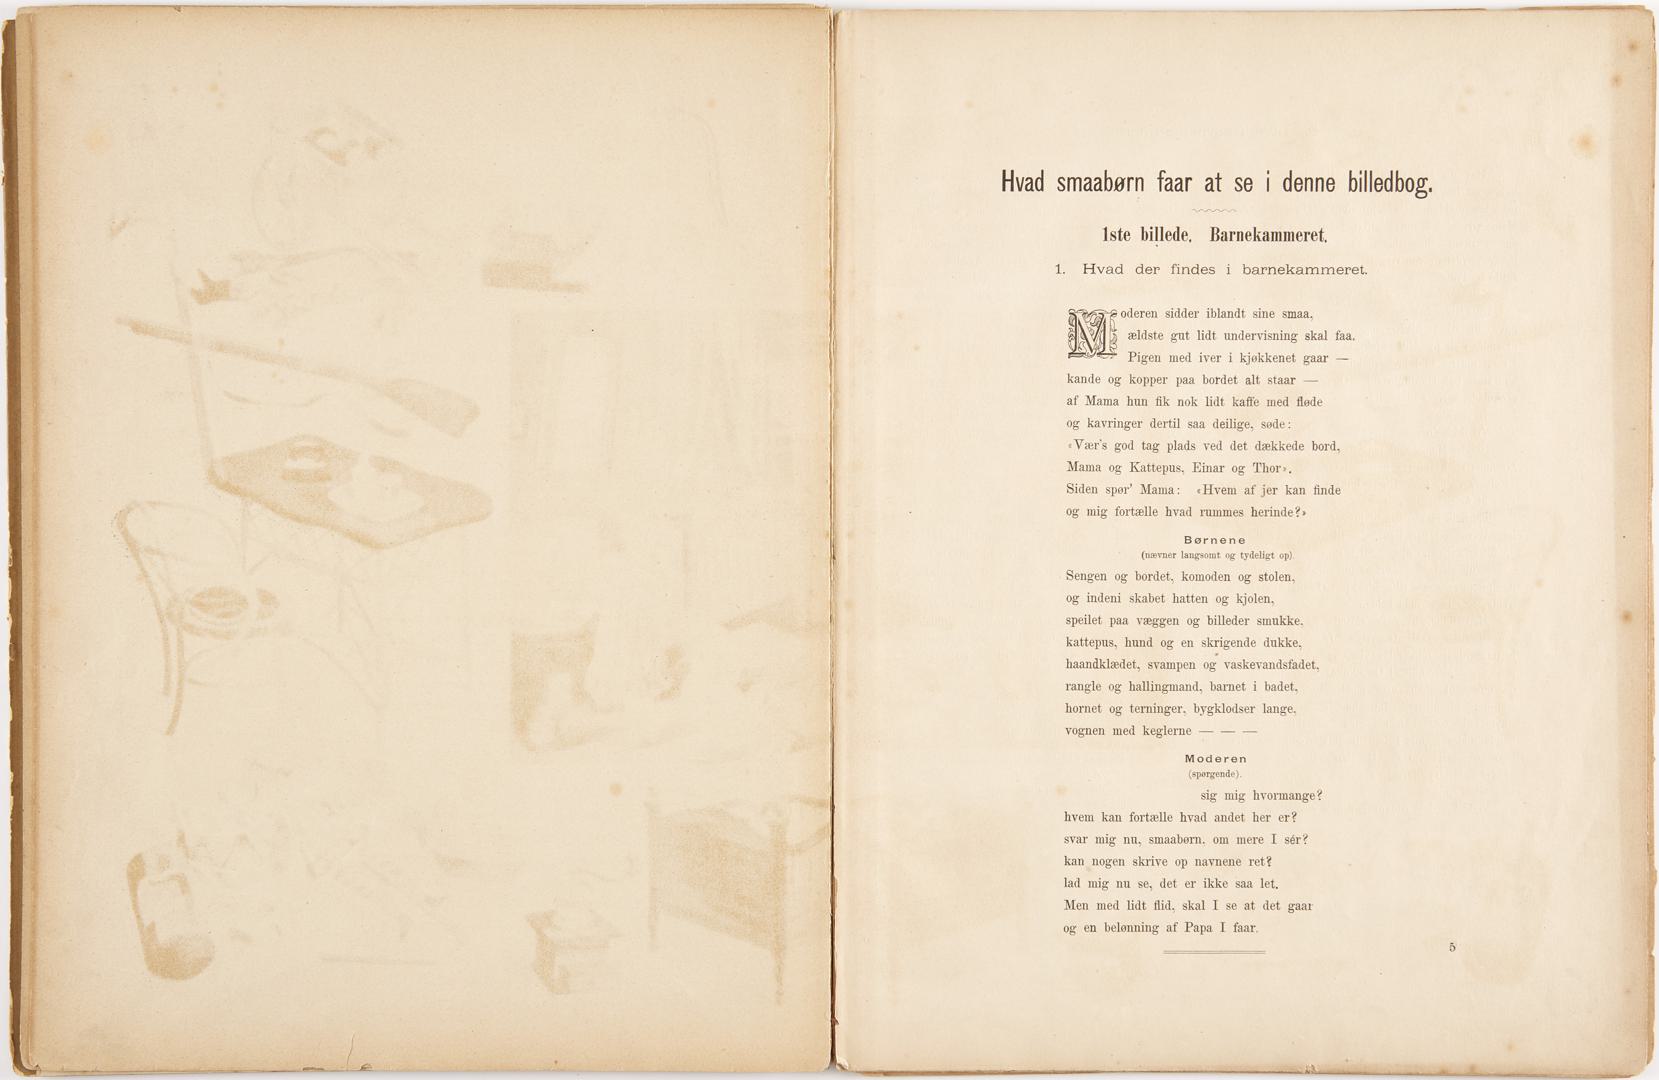 Hvad smaabørn faar at se i denne billedbog.
1ste billede. Barnekammeret.
1. Hvad der findes i barnekammeret.
Moderen sidder iblandt sine smaa,
ældste gut lidt undervisning skal faa.
Pigen med iver i kjøkkenet gaar —
kande og kopper paa bordet alt staar —
af Mama hun fik nok lidt kaffe med fløde
og kavringer dertil saa deilige, søde:
«Vær's god tag plads ved det dækkede bord,
Mama og Kattepus, Einar og Thor».
Siden spør' Mama: «Hvem af jer kan finde
og mig fortælle hvad rummes herinde?»
Børnene
(nævner langsomt og tydeligt op).
Sengen og bordet, komoden og stolen,
og indeni skabet hatten og kjolen,
speilet paa væggen og billeder smukke,
kattepus, hund og en skrigende dukke,
haandklædet, svampen og vaskevandsfadet,
rangle og hallingmand, barnet i badet,
hornet og terninger, bygklodser lange,
vognen med keglerne — — —
Moderen
(spørgende).
sig mig hvormange?
hvem kan fortælle hvad andet her er?
svar mig nu, smaabørn, om mere I sér?
kan nogen skrive op navnene ret?
lad mig nu se, det er ikke saa let.
Men med lidt flid, skal I se at det gaar
og en belønning af Papa I faar.
5